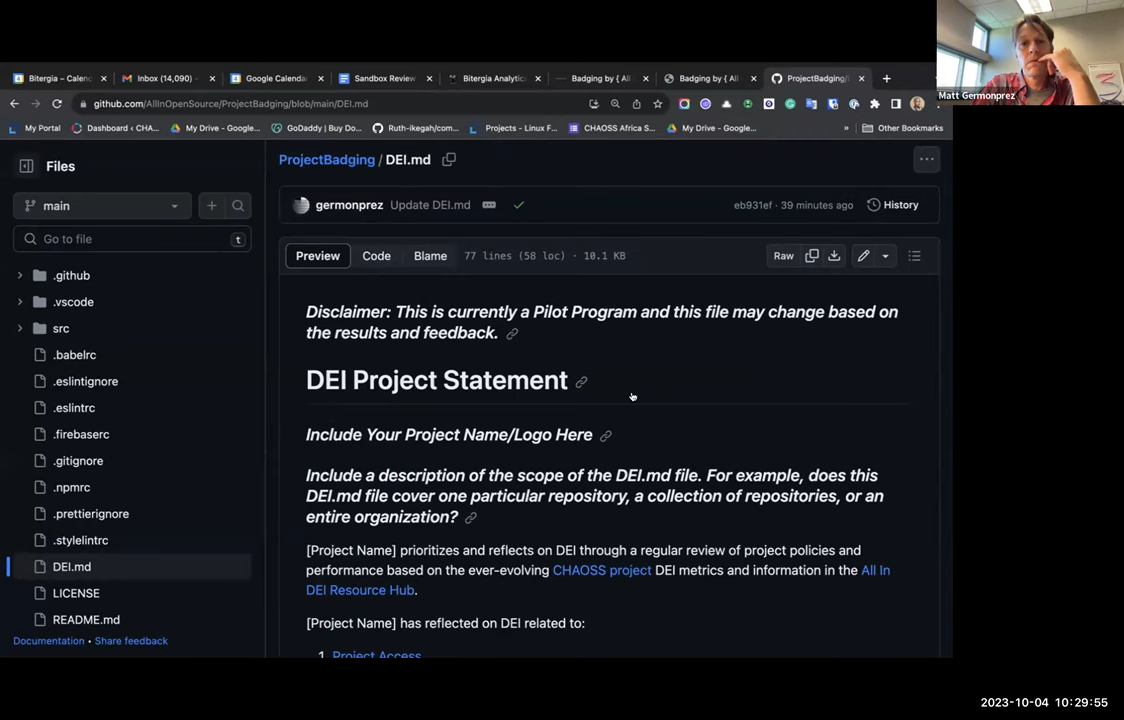 Matt Germonprez
Bitergia – Calenc
Inbox (14,090) -
Google Calenda
Sandbox Review
Bitergia Analytic
Badging by { Al
Badging by { Al
ProjectBadging/
github.com/AllInOpenSource/ProjectBadging/blob/main/DEI.md
My Portal
Dashboard ‹ CHA...
My Drive - Google...
GoDaddy | Buy Do...
Ruth-ikegah/com...
Projects - Linux F...
CHAOSS Africa S...
My Drive - Google...
»
Other Bookmarks
Files
main
Go to file
t
.github
.vscode
src
.babelrc
.eslintignore
.eslintrc
.firebaserc
.gitignore
.npmrc
.prettierignore
.stylelintrc
DEI.md
LICENSE
README.md
Documentation • Share feedback
ProjectBadging / DEI.md
germonprez Update DEI.md
eb931ef · 39 minutes ago
History
Preview
Code
Blame
77 lines (58 loc) · 10.1 KB
Raw
Disclaimer: This is currently a Pilot Program and this file may change based on
the results and feedback.
DEI Project Statement
Include Your Project Name/Logo Here
Include a description of the scope of the DEI.md file. For example, does this
DEI.md file cover one particular repository, a collection of repositories, or an
entire organization?
[Project Name] prioritizes and reflects on DEI through a regular review of project policies and
performance based on the ever-evolving CHAOSS project DEI metrics and information in the All In
DEI Resource Hub.
[Project Name] has reflected on DEI related to:
1. Project Access
2023-10-04 10:29:55